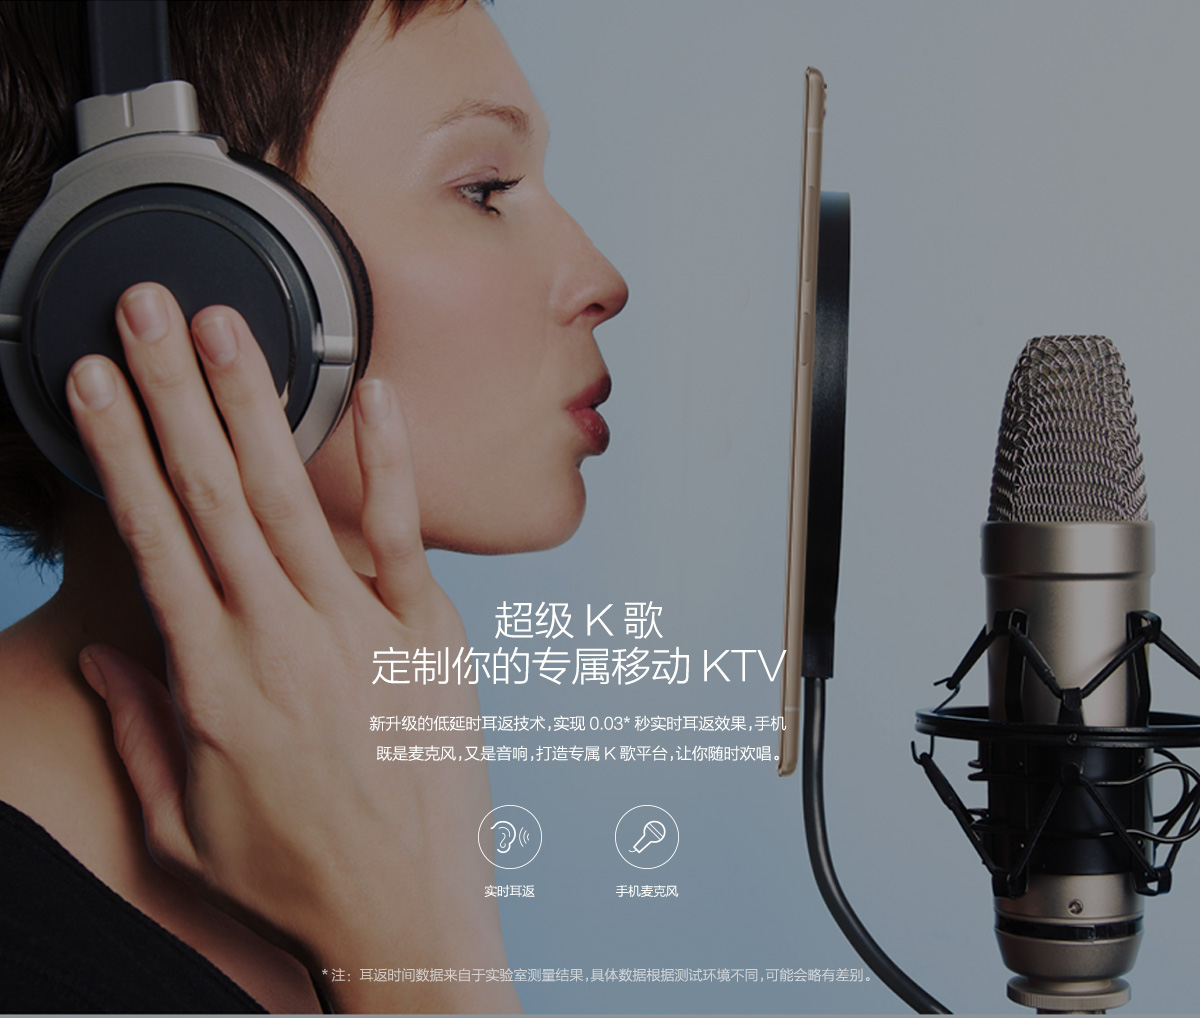 超级 K 歌
定制你的专属移动 KTV
新升级的低延时耳返技术,实现 0.03* 秒实时耳返效果,手机
既是麦克风,又是音响,打造专属 K 歌平台,让你随时欢唱。
实时耳返 手机麦克风
* 注：耳返时间数据来自于实验室测量结果,具体数据根据测试环境不同,可能会略有差别。